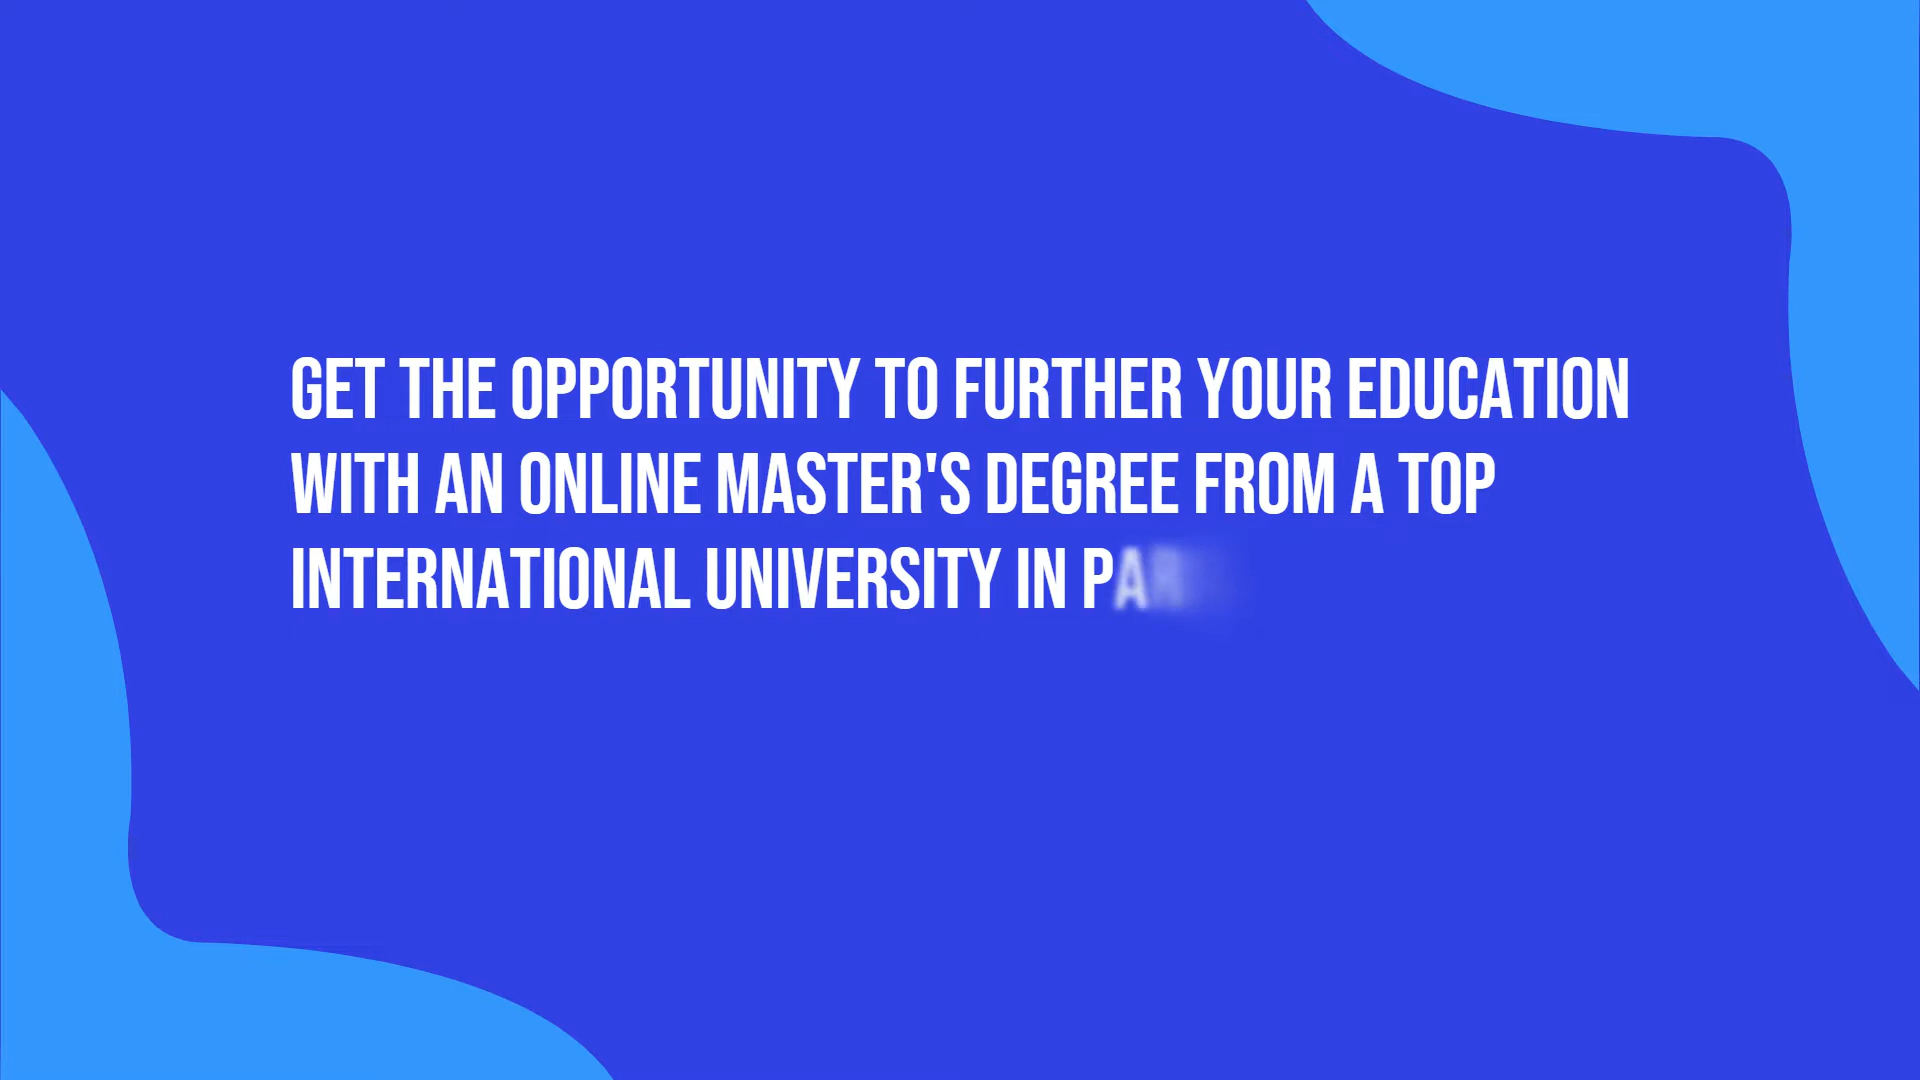 GET THE OPPORTUNITY TO FURTHER YOUR EDUCATION
WITH AN ONLINE MASTER'S DEGREE FROM A TOP
INTERNATIONAL UNIVERSITY IN